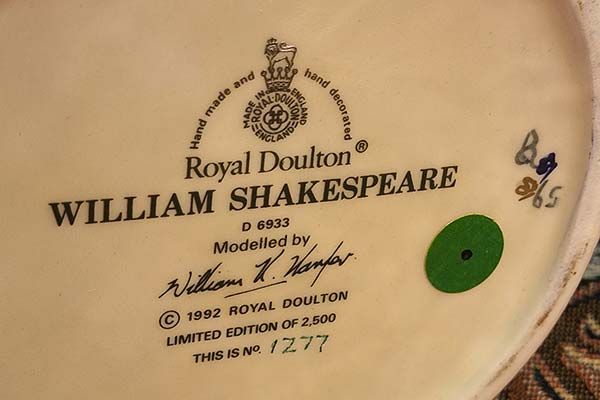 Hand made and hand decorated
MADE IN ENGLAND
ROYAL·DOULTON
ENGLAND
Royal Doulton®
WILLIAM SHAKESPEARE
D 6933
Modelled by
William K. Harper
© 1992 ROYAL DOULTON
LIMITED EDITION OF 2,500
THIS IS Nº. 1277